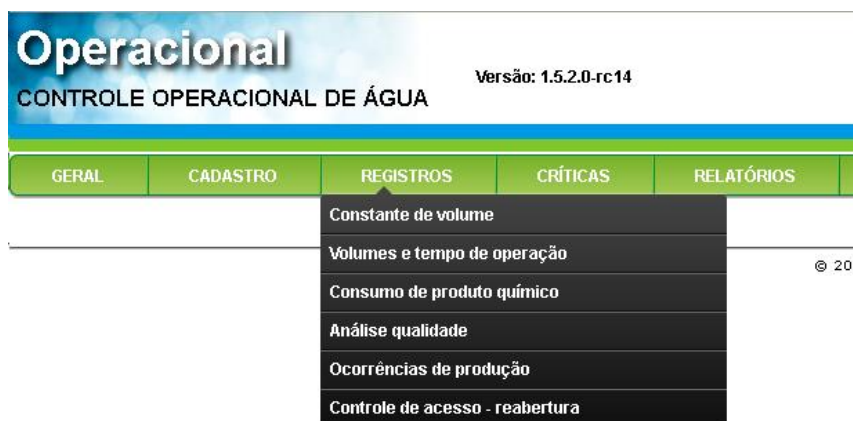 Operacional
Versão: 1.5.2.0-rc14
CONTROLE OPERACIONAL DE ÁGUA
GERAL CADASTRO REGISTROS CRÍTICAS RELATÓRIOS
Constante de volume
Volumes e tempo de operação
© 20
Consumo de produto químico
Análise qualidade
Ocorrências de produção
Controle de acesso - reabertura